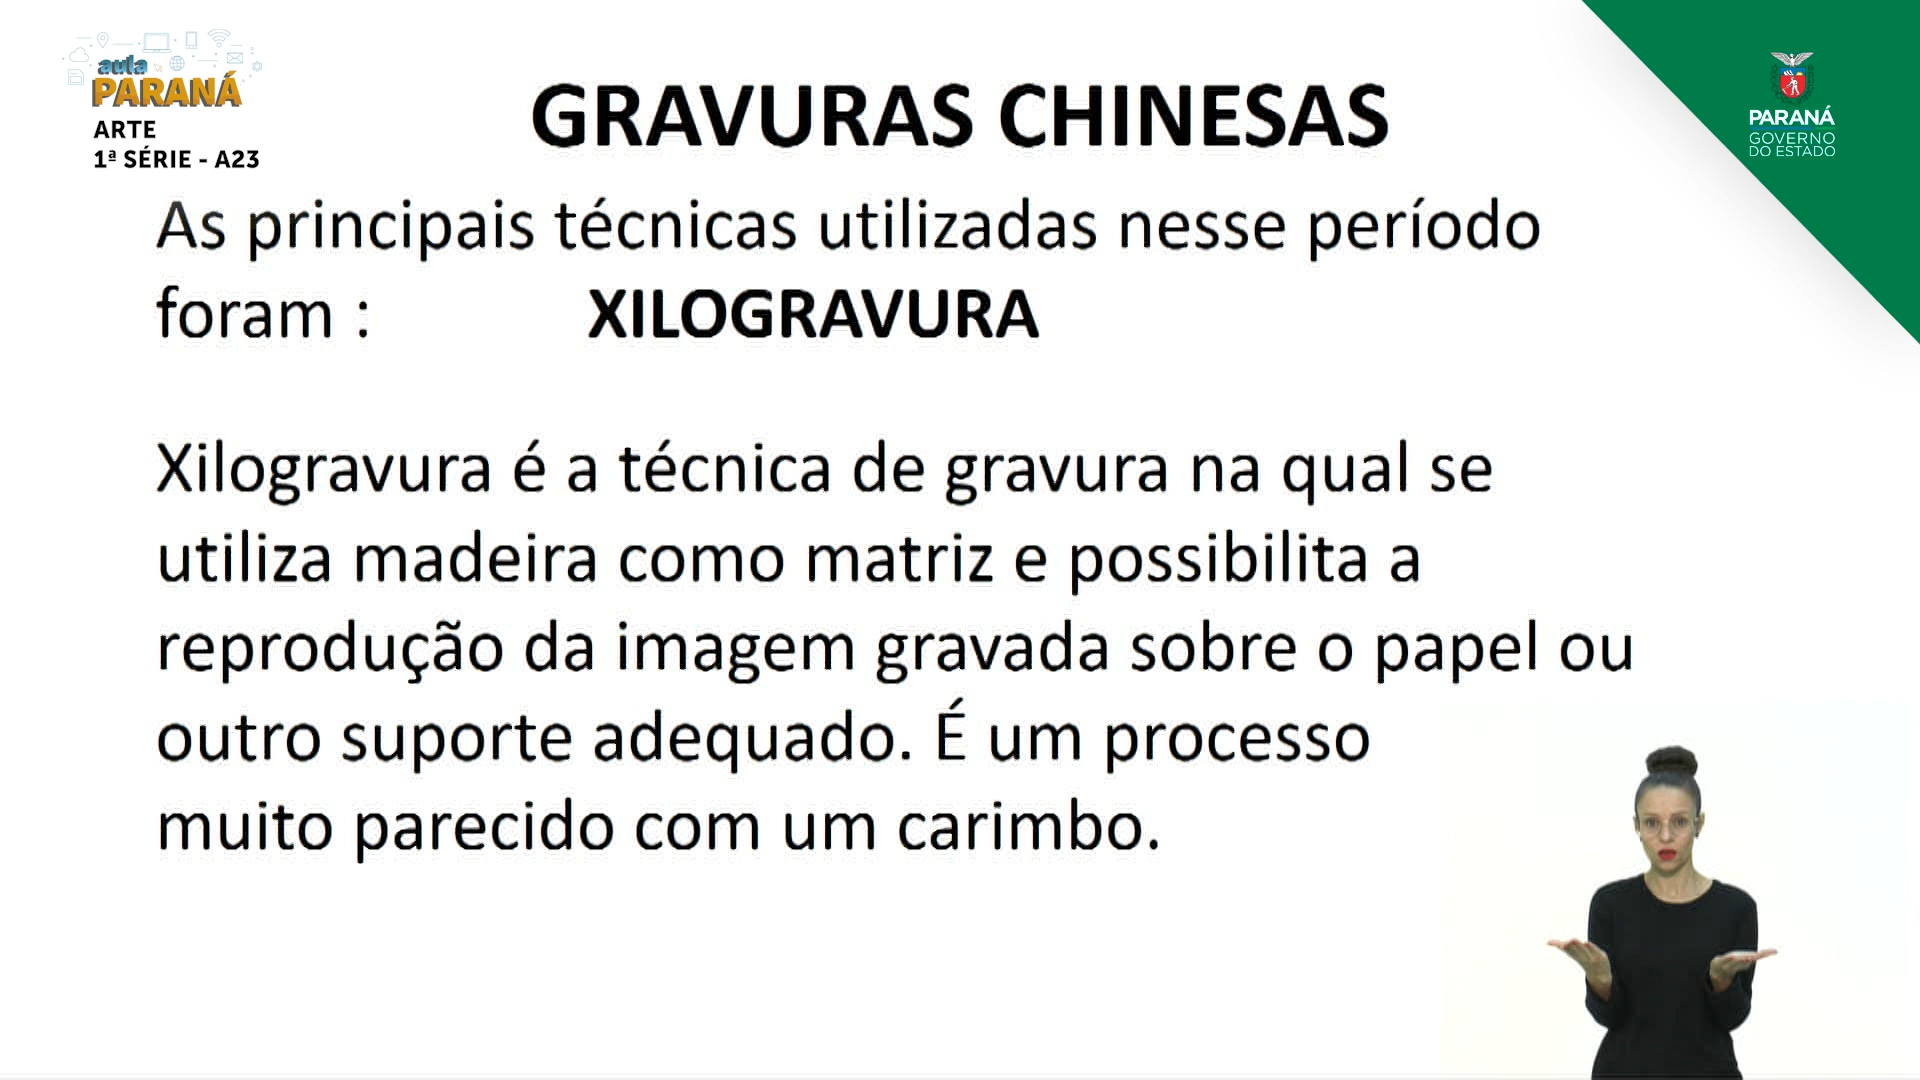 aula
PARANÁ
ARTE
1ª SÉRIE - A23
GRAVURAS CHINESAS
PARANÁ
GOVERNO
DO ESTADO
As principais técnicas utilizadas nesse período
foram : XILOGRAVURA
Xilogravura é a técnica de gravura na qual se
utiliza madeira como matriz e possibilita a
reprodução da imagem gravada sobre o papel ou
outro suporte adequado. É um processo
muito parecido com um carimbo.